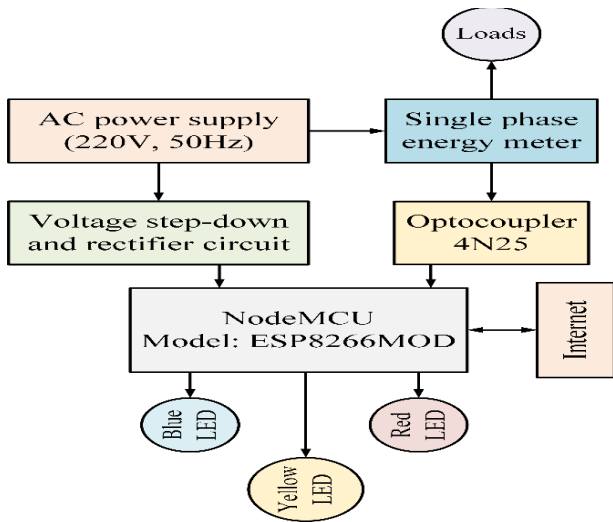 Loads
AC power supply
(220V, 50Hz)
Single phase
energy meter
Voltage step-down
and rectifier circuit
Optocoupler
4N25
NodeMCU
Model: ESP8266MOD
Internet
Blue
LED
Red
LED
Yellow
LED